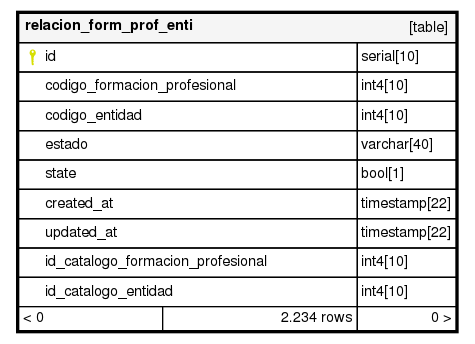 relacion_form_prof_enti [table]
id serial[10]
codigo_formacion_profesional int4[10]
codigo_entidad int4[10]
estado varchar[40]
state bool[1]
created_at timestamp[22]
updated_at timestamp[22]
id_catalogo_formacion_profesional int4[10]
id_catalogo_entidad int4[10]
< 0 2.234 rows 0 >